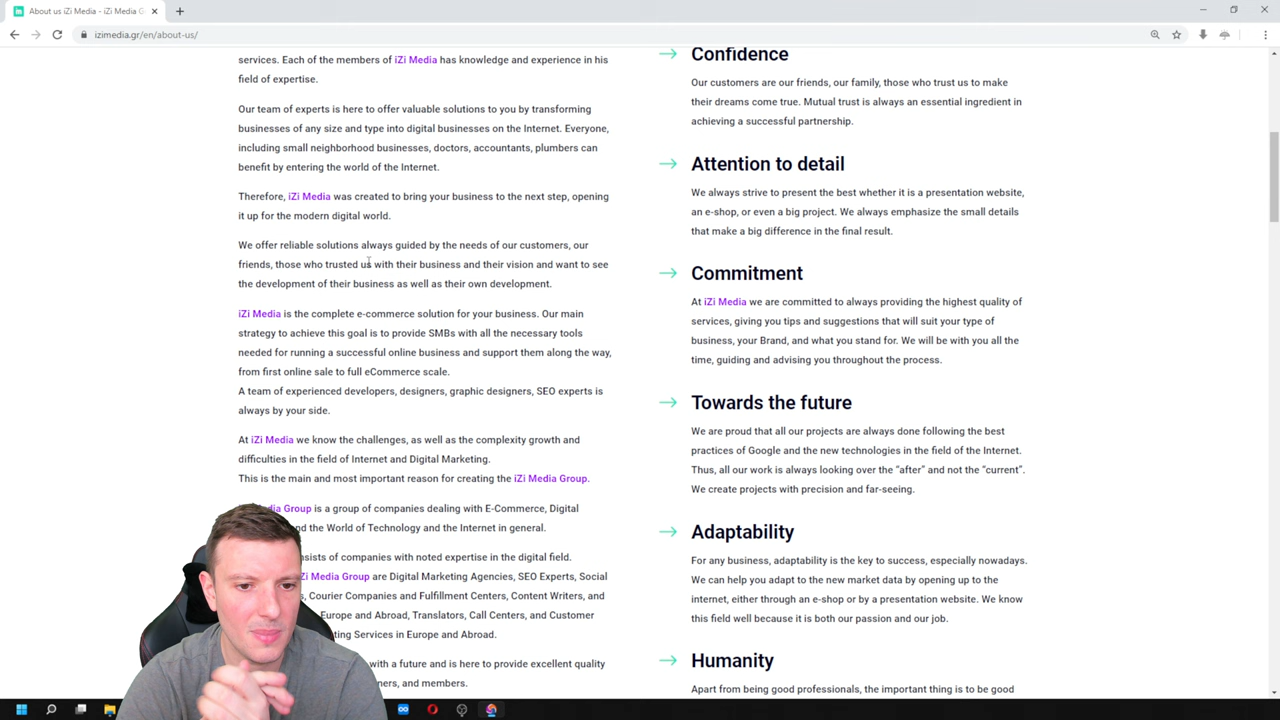 About us iZi Media - iZi Media G
izimedia.gr/en/about-us/
services. Each of the members of iZi Media has knowledge and experience in his
field of expertise.
Our team of experts is here to offer valuable solutions to you by transforming
businesses of any size and type into digital businesses on the Internet. Everyone,
including small neighborhood businesses, doctors, accountants, plumbers can
benefit by entering the world of the Internet.
Therefore, iZi Media was created to bring your business to the next step, opening
it up for the modern digital world.
We offer reliable solutions always guided by the needs of our customers, our
friends, those who trusted us with their business and their vision and want to see
the development of their business as well as their own development.
iZi Media is the complete e-commerce solution for your business. Our main
strategy to achieve this goal is to provide SMBs with all the necessary tools
needed for running a successful online business and support them along the way,
from first online sale to full eCommerce scale.
A team of experienced developers, designers, graphic designers, SEO experts is
always by your side.
At iZi Media we know the challenges, as well as the complexity growth and
difficulties in the field of Internet and Digital Marketing.
This is the main and most important reason for creating the iZi Media Group.
Group is a group of companies dealing with E-Commerce, Digital
and the World of Technology and the Internet in general.
of companies with noted expertise in the digital field.
iZi Media Group are Digital Marketing Agencies, SEO Experts, Social
, Courier Companies and Fulfillment Centers, Content Writers, and
Europe and Abroad, Translators, Call Centers, and Customer
Services in Europe and Abroad.
with a future and is here to provide excellent quality
and members.
Confidence
Our customers are our friends, our family, those who trust us to make
their dreams come true. Mutual trust is always an essential ingredient in
achieving a successful partnership.
Attention to detail
We always strive to present the best whether it is a presentation website,
an e-shop, or even a big project. We always emphasize the small details
that make a big difference in the final result.
Commitment
At iZi Media we are committed to always providing the highest quality of
services, giving you tips and suggestions that will suit your type of
business, your Brand, and what you stand for. We will be with you all the
time, guiding and advising you throughout the process.
Towards the future
We are proud that all our projects are always done following the best
practices of Google and the new technologies in the field of the Internet.
Thus, all our work is always looking over the “after” and not the “current”.
We create projects with precision and far-seeing.
Adaptability
For any business, adaptability is the key to success, especially nowadays.
We can help you adapt to the new market data by opening up to the
internet, either through an e-shop or by a presentation website. We know
this field well because it is both our passion and our job.
Humanity
Apart from being good professionals, the important thing is to be good